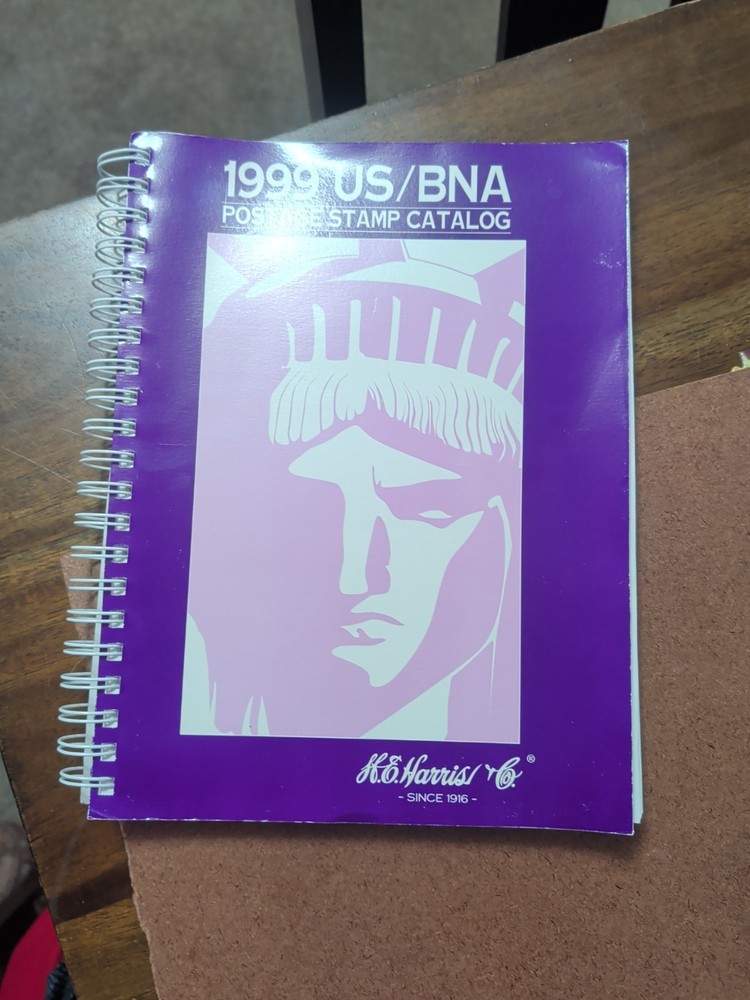 1999 US/BNA
POSTAGE STAMP CATALOG
H.E. Harris & Co.®
- SINCE 1916 -